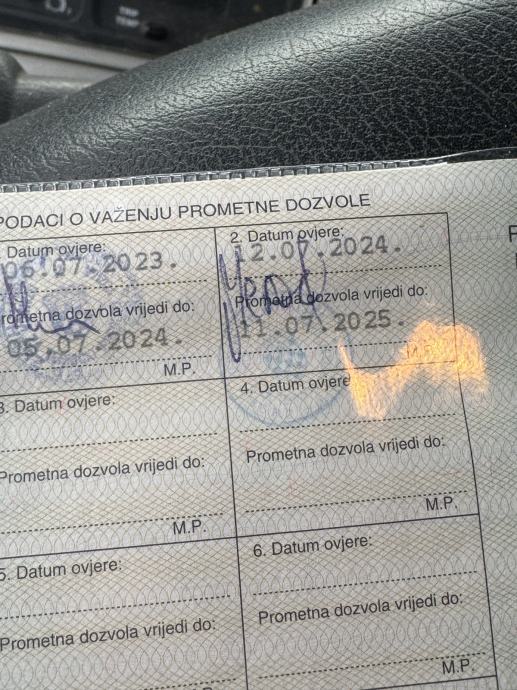 PODACI O VAŽENJU PROMETNE DOZVOLE
Datum ovjere:
06.07.2023.
Prometna dozvola vrijedi do:
05.07.2024.
M.P.
2. Datum ovjere:
12.07.2024.
Prometna dozvola vrijedi do:
11.07.2025.
3. Datum ovjere:
Prometna dozvola vrijedi do:
M.P.
4. Datum ovjere
Prometna dozvola vrijedi do:
M.P.
5. Datum ovjere:
Prometna dozvola vrijedi do:
6. Datum ovjere:
Prometna dozvola vrijedi do:
M.P.